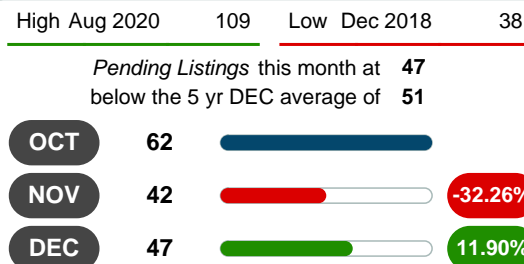 High Aug 2020 109 Low Dec 2018 38
Pending Listings this month at 47
below the 5 yr DEC average of 51
OCT 62
NOV 42 -32.26%
DEC 47 11.90%